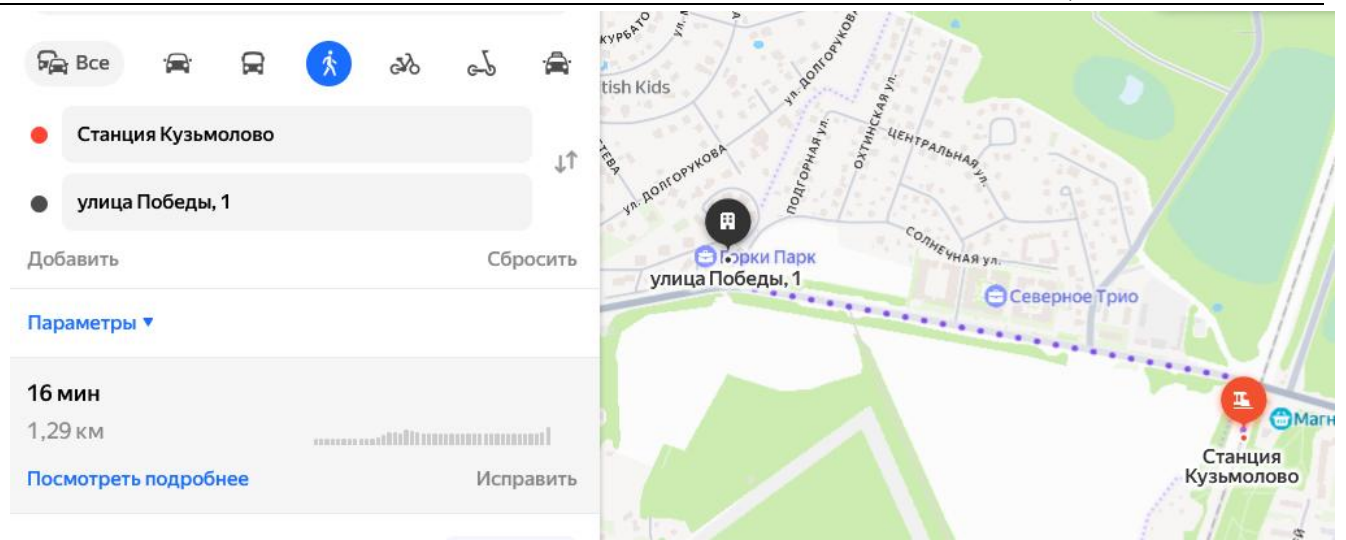 Все
Станция Кузьмолово
улица Победы, 1
Добавить
Сбросить
Параметры ▼
16 мин
1,29 км
Посмотреть подробнее
Исправить
КУРБАТО
tish Kids
УЛ. ДОЛГОРУКОВА
УЛ. ДОЛГОРУКОВА
ПОДГОРНАЯ УЛ.
ОХТИНСКАЯ УЛ.
ЦЕНТРАЛЬНАЯ УЛ.
СОЛНЕЧНАЯ УЛ.
Горки Парк
улица Победы, 1
Северное Трио
Магн
Станция
Кузьмолово